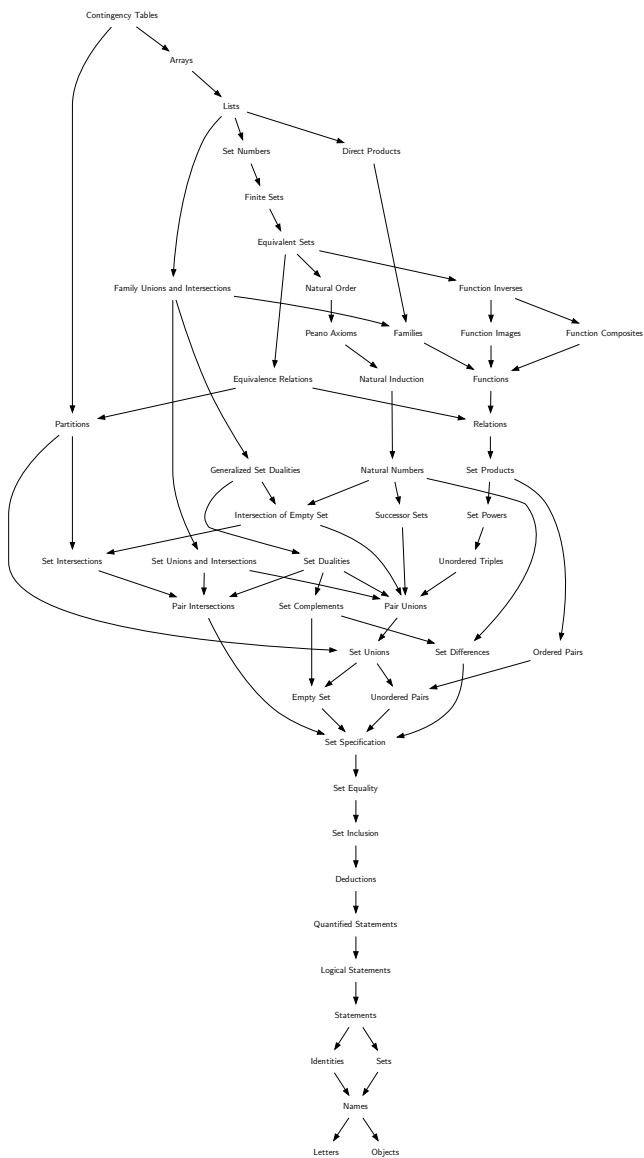 Contingency Tables
Arrays
Lists
Set Numbers
Direct Products
Finite Sets
Equivalent Sets
Family Unions and Intersections
Natural Order
Function Inverses
Peano Axioms
Families
Function Images
Function Composites
Equivalence Relations
Natural Induction
Functions
Partitions
Relations
Generalized Set Dualities
Natural Numbers
Set Products
Intersection of Empty Set
Successor Sets
Set Powers
Set Intersections
Set Unions and Intersections
Set Dualities
Unordered Triples
Pair Intersections
Set Complements
Pair Unions
Set Unions
Set Differences
Ordered Pairs
Empty Set
Unordered Pairs
Set Specification
Set Equality
Set Inclusion
Deductions
Quantified Statements
Logical Statements
Statements
Identities
Sets
Names
Letters
Objects